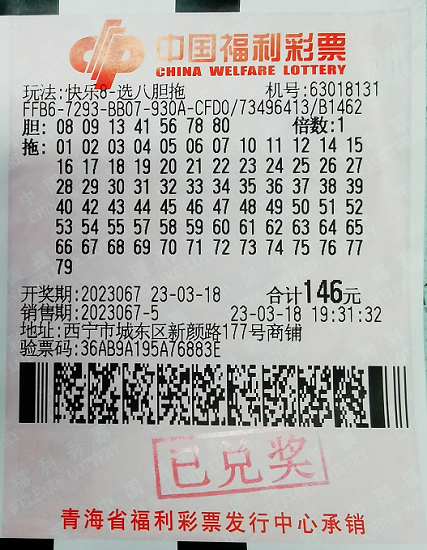 中国福利彩票
CHINA WELFARE LOTTERY
玩法:快乐8-选八胆拖 机号:63018131
FFB6-7293-BB07-930A-CFD0/73496413/B1462
胆: 08 09 13 41 56 78 80 倍数:1
拖: 01 02 03 04 05 06 07 10 11 12 14 15
16 17 18 19 20 21 22 23 24 25 26 27
28 29 30 31 32 33 34 35 36 37 38 39
40 42 43 44 45 46 47 48 49 50 51 52
53 54 55 57 58 59 60 61 62 63 64 65
66 67 68 69 70 71 72 73 74 75 76 77
79
开奖期:2023067 23-03-18 合计146元
销售期:2023067-5 23-03-18 19:31:32
地址:西宁市城东区新颜路177号商铺
验票码:36AB9A195A76883E
已兑奖
青海省福利彩票发行中心承销